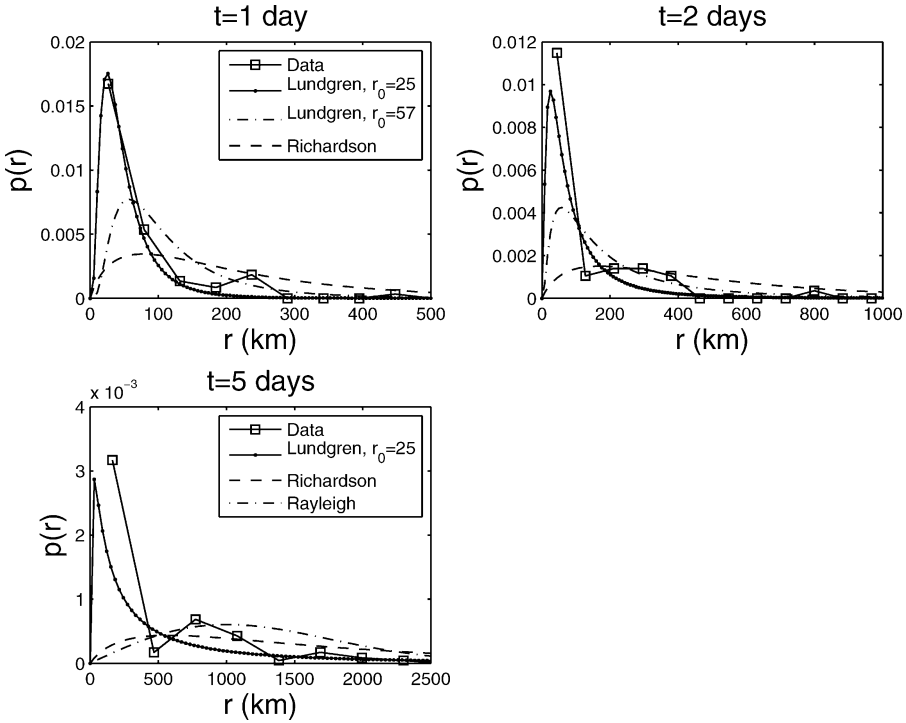 t=1 day
0.02
0.015
0.01
0.005
0
p(r)
0 100 200 300 400 500
r (km)
Data
Lundgren, r0=25
Lundgren, r0=57
Richardson
t=2 days
0.012
0.01
0.008
0.006
0.004
0.002
0
p(r)
0 200 400 600 800 1000
r (km)
t=5 days
x 10⁻³
4
3
2
1
0
p(r)
0 500 1000 1500 2000 2500
r (km)
Data
Lundgren, r0=25
Richardson
Rayleigh